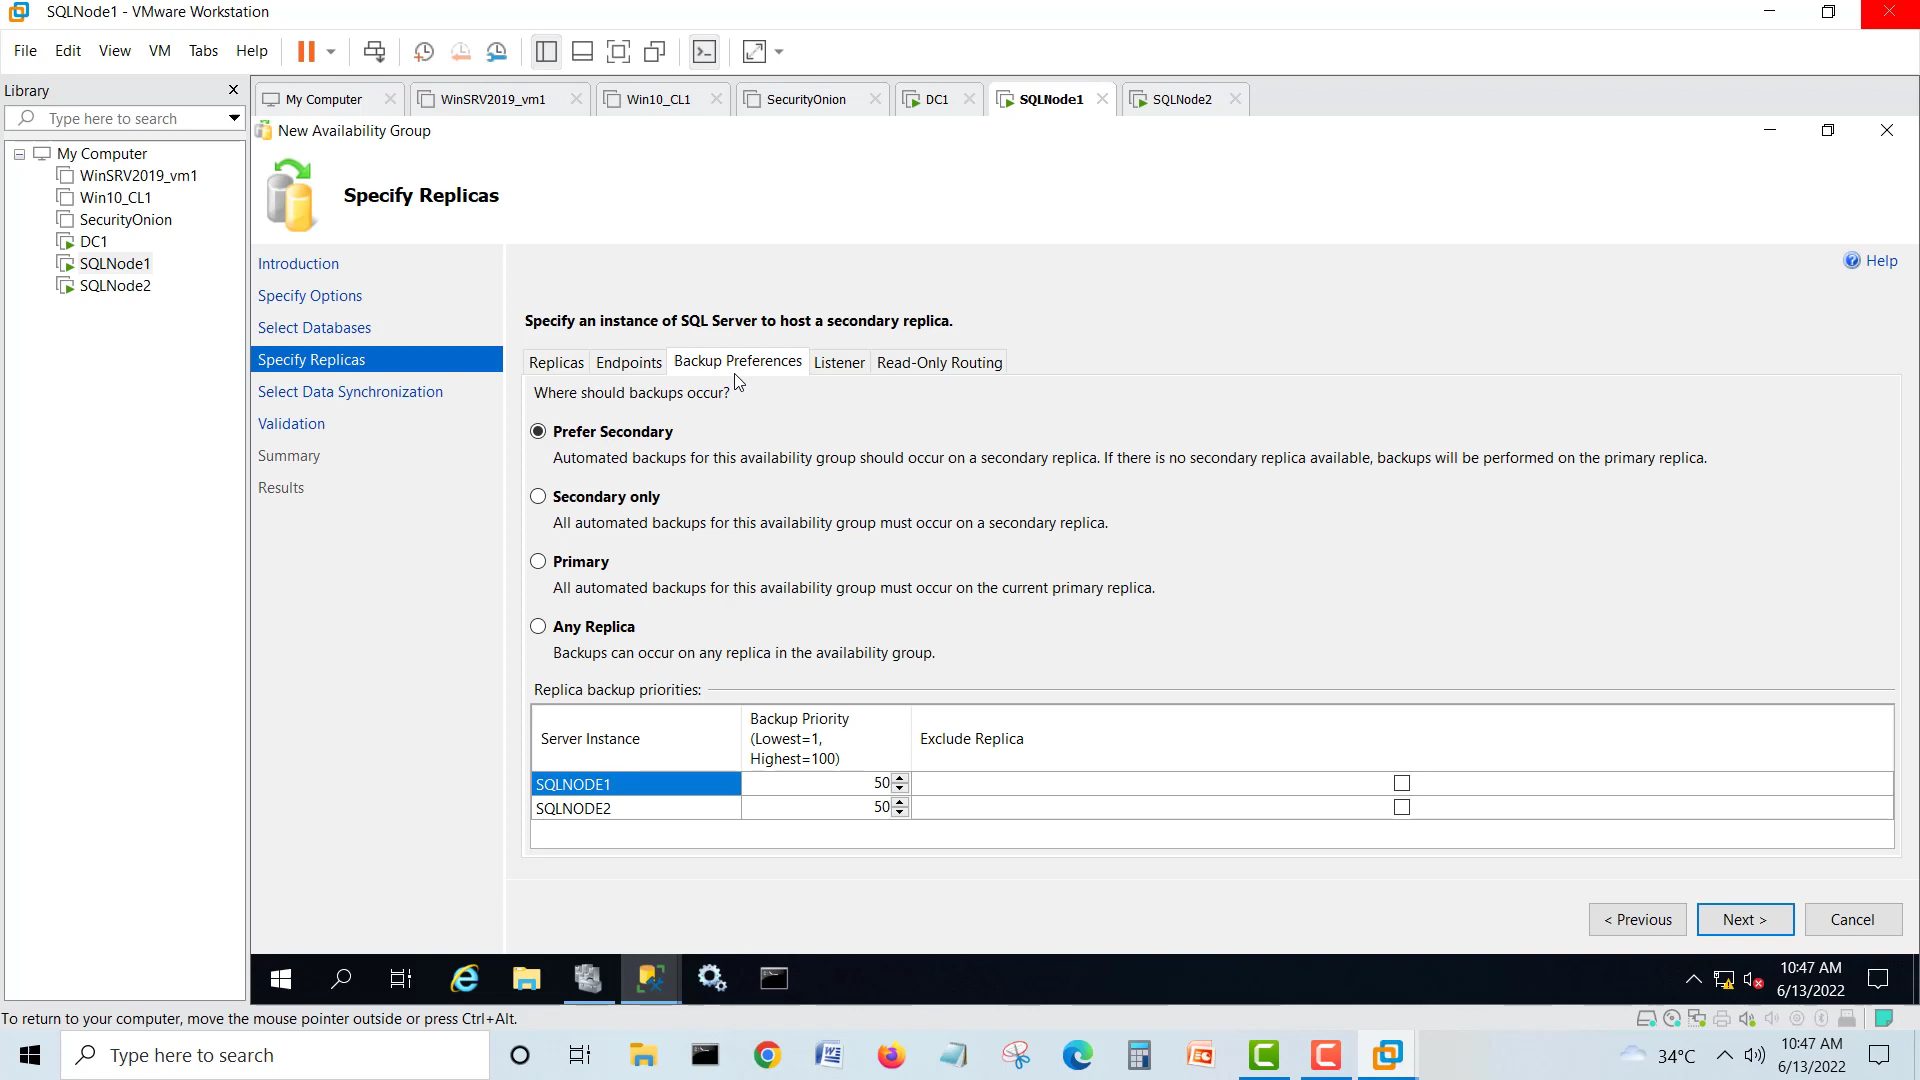 SQLNode1 - VMware Workstation
File Edit View VM Tabs Help
Library
Type here to search
My Computer
WinSRV2019_vm1
Win10_CL1
SecurityOnion
DC1
SQLNode1
SQLNode2
My Computer WinSRV2019_vm1 Win10_CL1 SecurityOnion DC1 SQLNode1 SQLNode2
New Availability Group
Specify Replicas
Introduction
Specify Options
Select Databases
Specify Replicas
Select Data Synchronization
Validation
Summary
Results
Help
Specify an instance of SQL Server to host a secondary replica.
Replicas Endpoints Backup Preferences Listener Read-Only Routing
Where should backups occur?
Prefer Secondary
Automated backups for this availability group should occur on a secondary replica. If there is no secondary replica available, backups will be performed on the primary replica.
Secondary only
All automated backups for this availability group must occur on a secondary replica.
Primary
All automated backups for this availability group must occur on the current primary replica.
Any Replica
Backups can occur on any replica in the availability group.
Replica backup priorities:
Server Instance
Backup Priority
(Lowest=1,
Highest=100)
Exclude Replica
SQLNODE1 50
SQLNODE2 50
< Previous Next > Cancel
10:47 AM
6/13/2022
To return to your computer, move the mouse pointer outside or press Ctrl+Alt.
Type here to search
34°C
10:47 AM
6/13/2022